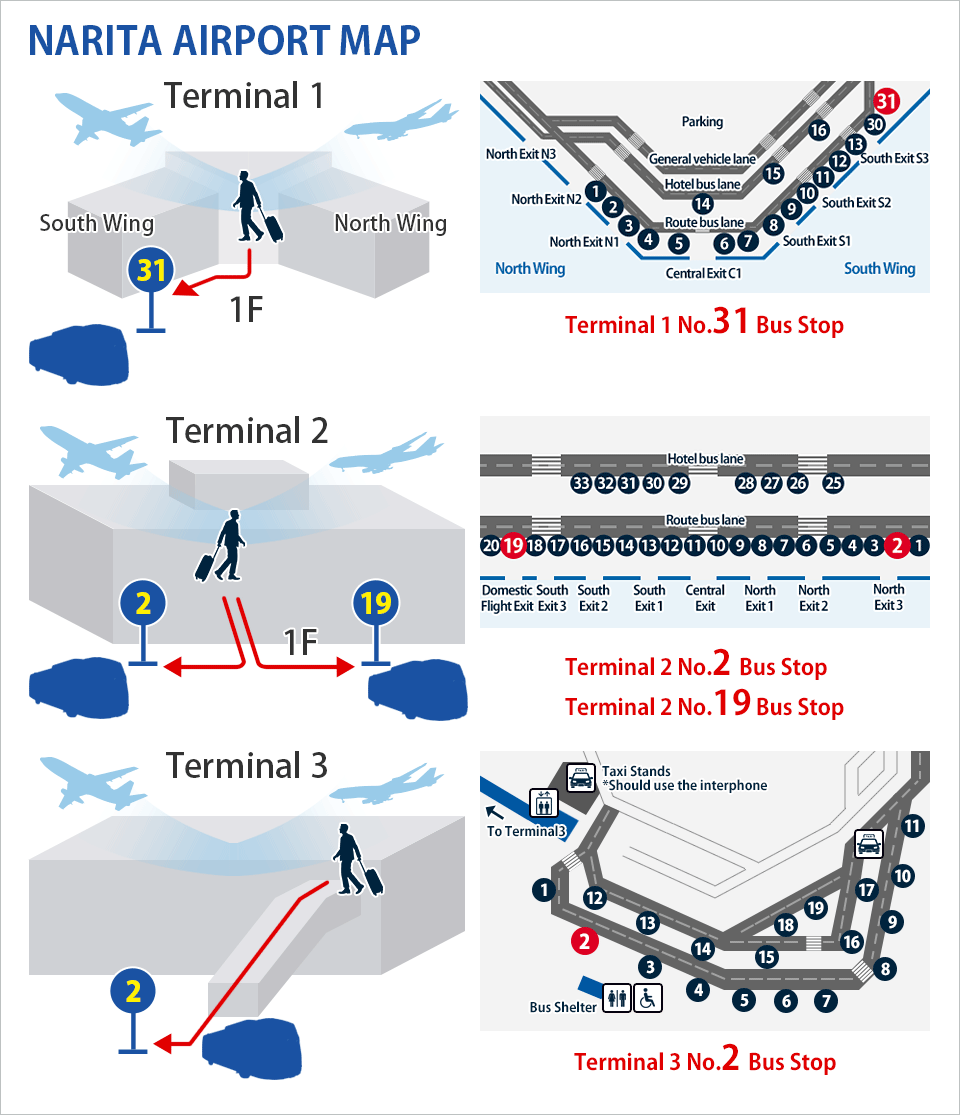 NARITA AIRPORT MAP
Terminal 1
South Wing
North Wing
31
1F
Parking
31
30
16
13
General vehicle lane
North Exit N3
South Exit S3
12
15
11
Hotel bus lane
1
10
North Exit N2
14
South Exit S2
2
9
3
Route bus lane
8
North Exit N1
4
5
6
7
South Exit S1
North Wing
Central Exit C1
South Wing
Terminal 1 No.31 Bus Stop
Terminal 2
2
19
1F
Hotel bus lane
33 32 31 30 29 28 27 26 25
Route bus lane
20 19 18 17 16 15 14 13 12 11 10 9 8 7 6 5 4 3 2 1
Domestic Flight Exit
South Exit 3
South Exit 2
South Exit 1
Central Exit
North Exit 1
North Exit 2
North Exit 3
Terminal 2 No.2 Bus Stop
Terminal 2 No.19 Bus Stop
Terminal 3
2
Taxi Stands
*Should use the interphone
To Terminal3
11
10
1
12
17
19
13
18
9
2
14
16
15
3
8
4
5
6
7
Bus Shelter
Terminal 3 No.2 Bus Stop